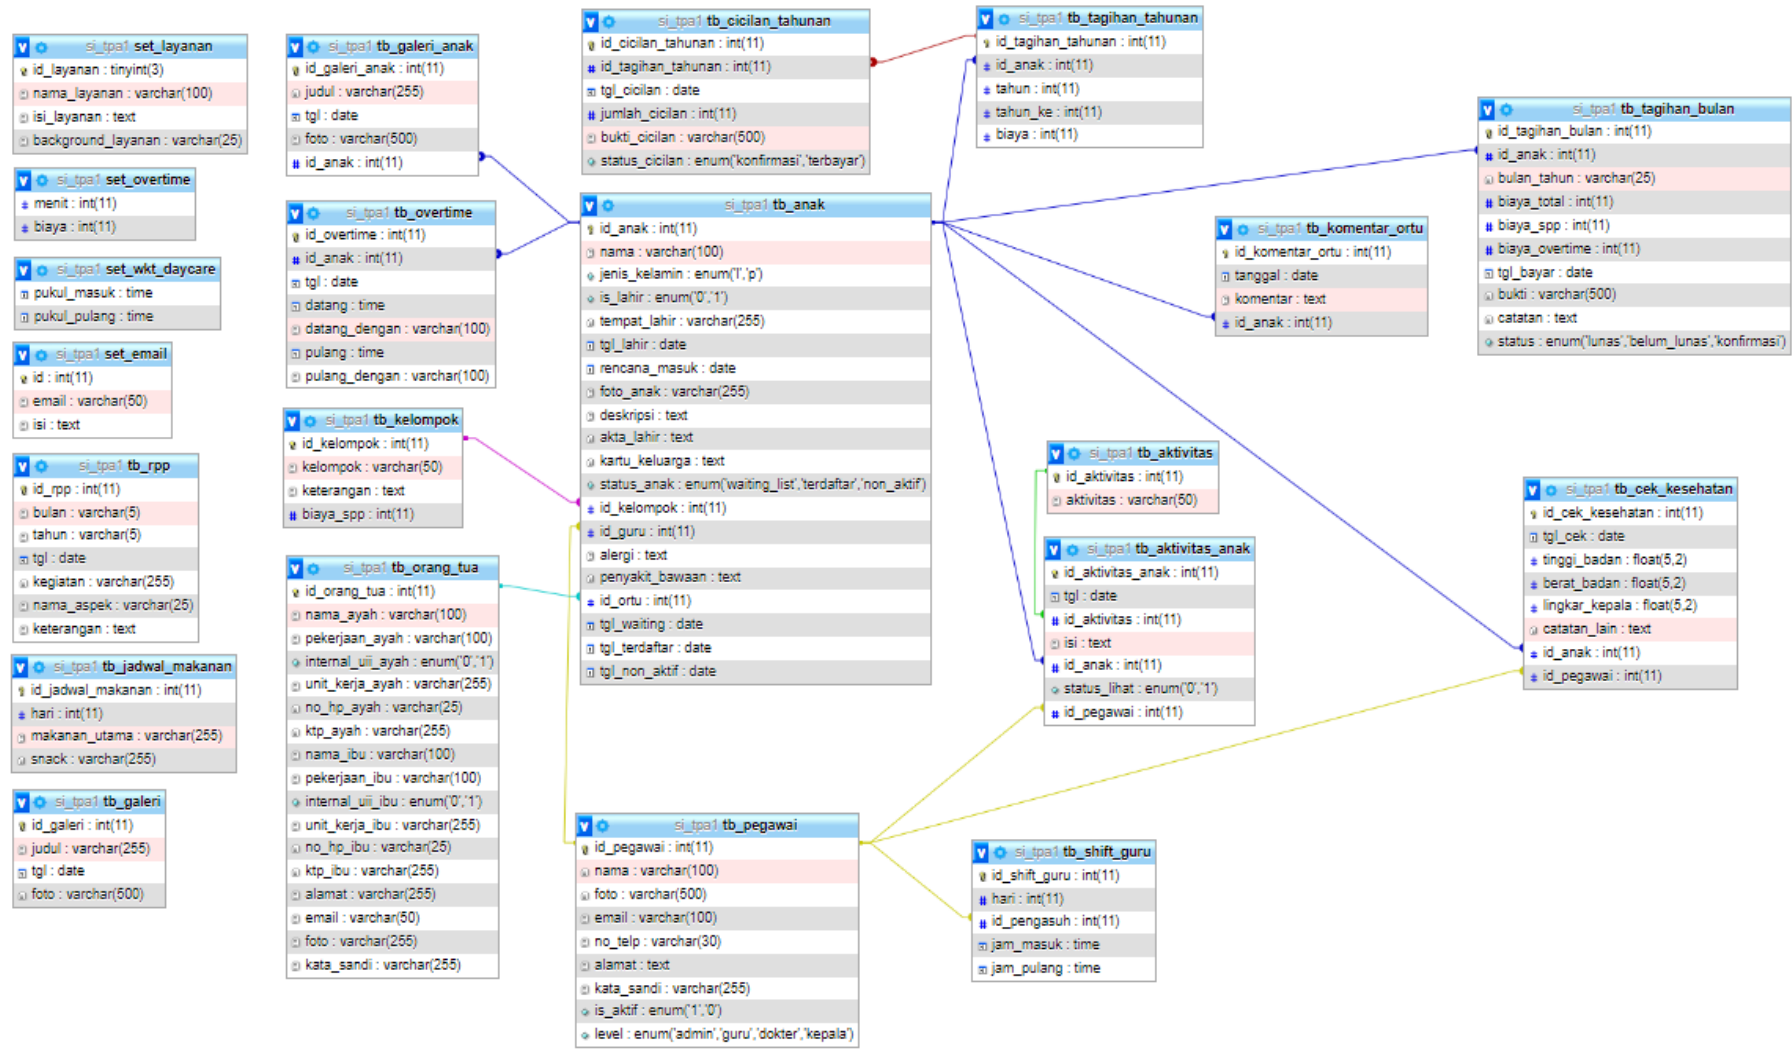 si_tpa1 set_layanan
id_layanan : tinyint(3)
nama_layanan : varchar(100)
isi_layanan : text
background_layanan : varchar(25)
si_tpa1 set_overtime
menit : int(11)
biaya : int(11)
si_tpa1 set_wkt_daycare
pukul_masuk : time
pukul_pulang : time
si_tpa1 set_email
id : int(11)
email : varchar(50)
isi : text
si_tpa1 tb_rpp
id_rpp : int(11)
bulan : varchar(5)
tahun : varchar(5)
tgl : date
kegiatan : varchar(255)
nama_aspek : varchar(25)
keterangan : text
si_tpa1 tb_jadwal_makanan
id_jadwal_makanan : int(11)
hari : int(11)
makanan_utama : varchar(255)
snack : varchar(255)
si_tpa1 tb_galeri
id_galeri : int(11)
judul : varchar(255)
tgl : date
foto : varchar(500)
si_tpa1 tb_galeri_anak
id_galeri_anak : int(11)
judul : varchar(255)
tgl : date
foto : varchar(500)
id_anak : int(11)
si_tpa1 tb_overtime
id_overtime : int(11)
id_anak : int(11)
tgl : date
datang : time
datang_dengan : varchar(100)
pulang : time
pulang_dengan : varchar(100)
si_tpa1 tb_kelompok
id_kelompok : int(11)
kelompok : varchar(50)
keterangan : text
biaya_spp : int(11)
si_tpa1 tb_orang_tua
id_orang_tua : int(11)
nama_ayah : varchar(100)
pekerjaan_ayah : varchar(100)
internal_uii_ayah : enum('0','1')
unit_kerja_ayah : varchar(255)
no_hp_ayah : varchar(25)
ktp_ayah : varchar(255)
nama_ibu : varchar(100)
pekerjaan_ibu : varchar(100)
internal_uii_ibu : enum('0','1')
unit_kerja_ibu : varchar(255)
no_hp_ibu : varchar(25)
ktp_ibu : varchar(255)
alamat : varchar(255)
email : varchar(50)
foto : varchar(255)
kata_sandi : varchar(255)
si_tpa1 tb_cicilan_tahunan
id_cicilan_tahunan : int(11)
id_tagihan_tahunan : int(11)
tgl_cicilan : date
jumlah_cicilan : int(11)
bukti_cicilan : varchar(500)
status_cicilan : enum('konfirmasi','terbayar')
si_tpa1 tb_anak
id_anak : int(11)
nama : varchar(100)
jenis_kelamin : enum('l','p')
is_lahir : enum('0','1')
tempat_lahir : varchar(255)
tgl_lahir : date
rencana_masuk : date
foto_anak : varchar(255)
deskripsi : text
akta_lahir : text
kartu_keluarga : text
status_anak : enum('waiting_list','terdaftar','non_aktif')
id_kelompok : int(11)
id_guru : int(11)
alergi : text
penyakit_bawaan : text
id_ortu : int(11)
tgl_waiting : date
tgl_terdaftar : date
tgl_non_aktif : date
si_tpa1 tb_pegawai
id_pegawai : int(11)
nama : varchar(100)
foto : varchar(500)
email : varchar(100)
no_telp : varchar(30)
alamat : text
kata_sandi : varchar(255)
is_aktif : enum('1','0')
level : enum('admin','guru','dokter','kepala')
si_tpa1 tb_tagihan_tahunan
id_tagihan_tahunan : int(11)
id_anak : int(11)
tahun : int(11)
tahun_ke : int(11)
biaya : int(11)
si_tpa1 tb_komentar_ortu
id_komentar_ortu : int(11)
tanggal : date
komentar : text
id_anak : int(11)
si_tpa1 tb_aktivitas
id_aktivitas : int(11)
aktivitas : varchar(50)
si_tpa1 tb_aktivitas_anak
id_aktivitas_anak : int(11)
tgl : date
id_aktivitas : int(11)
isi : text
id_anak : int(11)
status_lihat : enum('0','1')
id_pegawai : int(11)
si_tpa1 tb_shift_guru
id_shift_guru : int(11)
hari : int(11)
id_pengasuh : int(11)
jam_masuk : time
jam_pulang : time
si_tpa1 tb_tagihan_bulan
id_tagihan_bulan : int(11)
id_anak : int(11)
bulan_tahun : varchar(25)
biaya_total : int(11)
biaya_spp : int(11)
biaya_overtime : int(11)
tgl_bayar : date
bukti : varchar(500)
catatan : text
status : enum('lunas','belum_lunas','konfirmasi')
si_tpa1 tb_cek_kesehatan
id_cek_kesehatan : int(11)
tgl_cek : date
tinggi_badan : float(5,2)
berat_badan : float(5,2)
lingkar_kepala : float(5,2)
catatan_lain : text
id_anak : int(11)
id_pegawai : int(11)